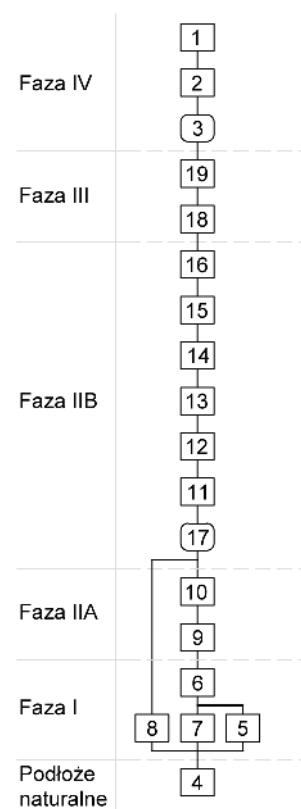 1
Faza IV
2
3
19
Faza III
18
16
15
14
Faza IIB
13
12
11
17
10
Faza IIA
9
6
Faza I
8 7 5
Podłoże
naturalne
4